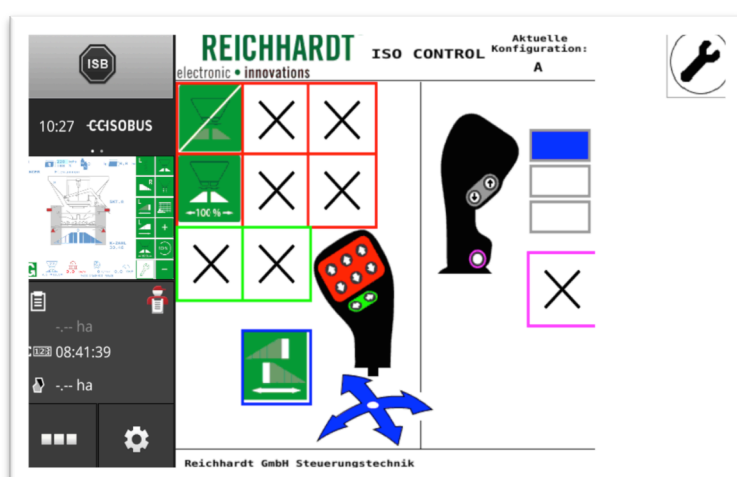 ISB
10:27 CCISOBUS
-.-- ha
123 08:41:39
-.-- ha
REICHHARDT
electronic • innovations
ISO CONTROL
Aktuelle
Konfiguration:
A
←100 %→
Reichhardt GmbH Steuerungstechnik